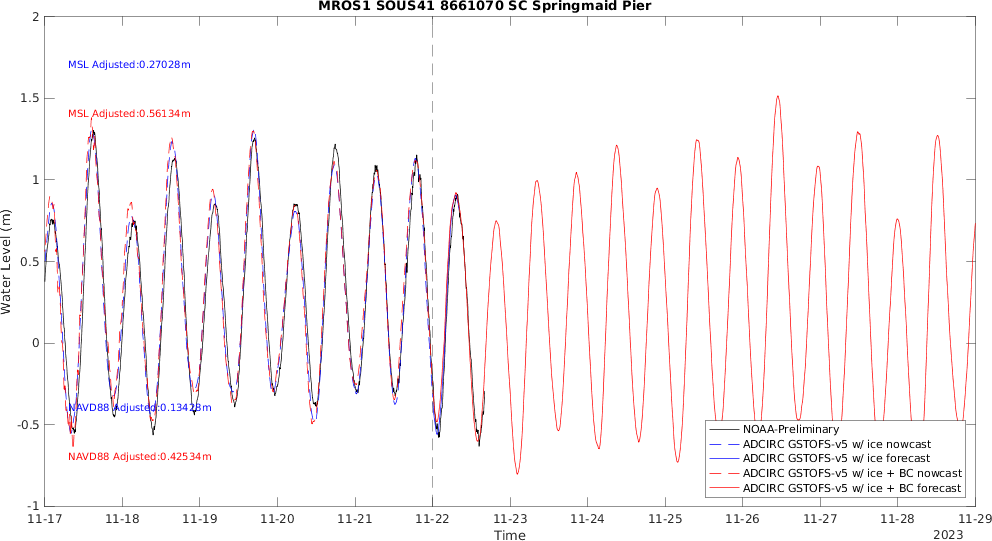 MROS1 SOUS41 8661070 SC Springmaid Pier
2
1.5
1
0.5
0
-0.5
-1
Water Level (m)
MSL Adjusted:0.27028m
MSL Adjusted:0.56134m
NAVD88 Adjusted:0.13423m
NAVD88 Adjusted:0.42534m
NOAA-Preliminary
ADCIRC GSTOFS-v5 w/ ice nowcast
ADCIRC GSTOFS-v5 w/ ice forecast
ADCIRC GSTOFS-v5 w/ ice + BC nowcast
ADCIRC GSTOFS-v5 w/ ice + BC forecast
11-17 11-18 11-19 11-20 11-21 11-22 11-23 11-24 11-25 11-26 11-27 11-28 11-29
Time
2023